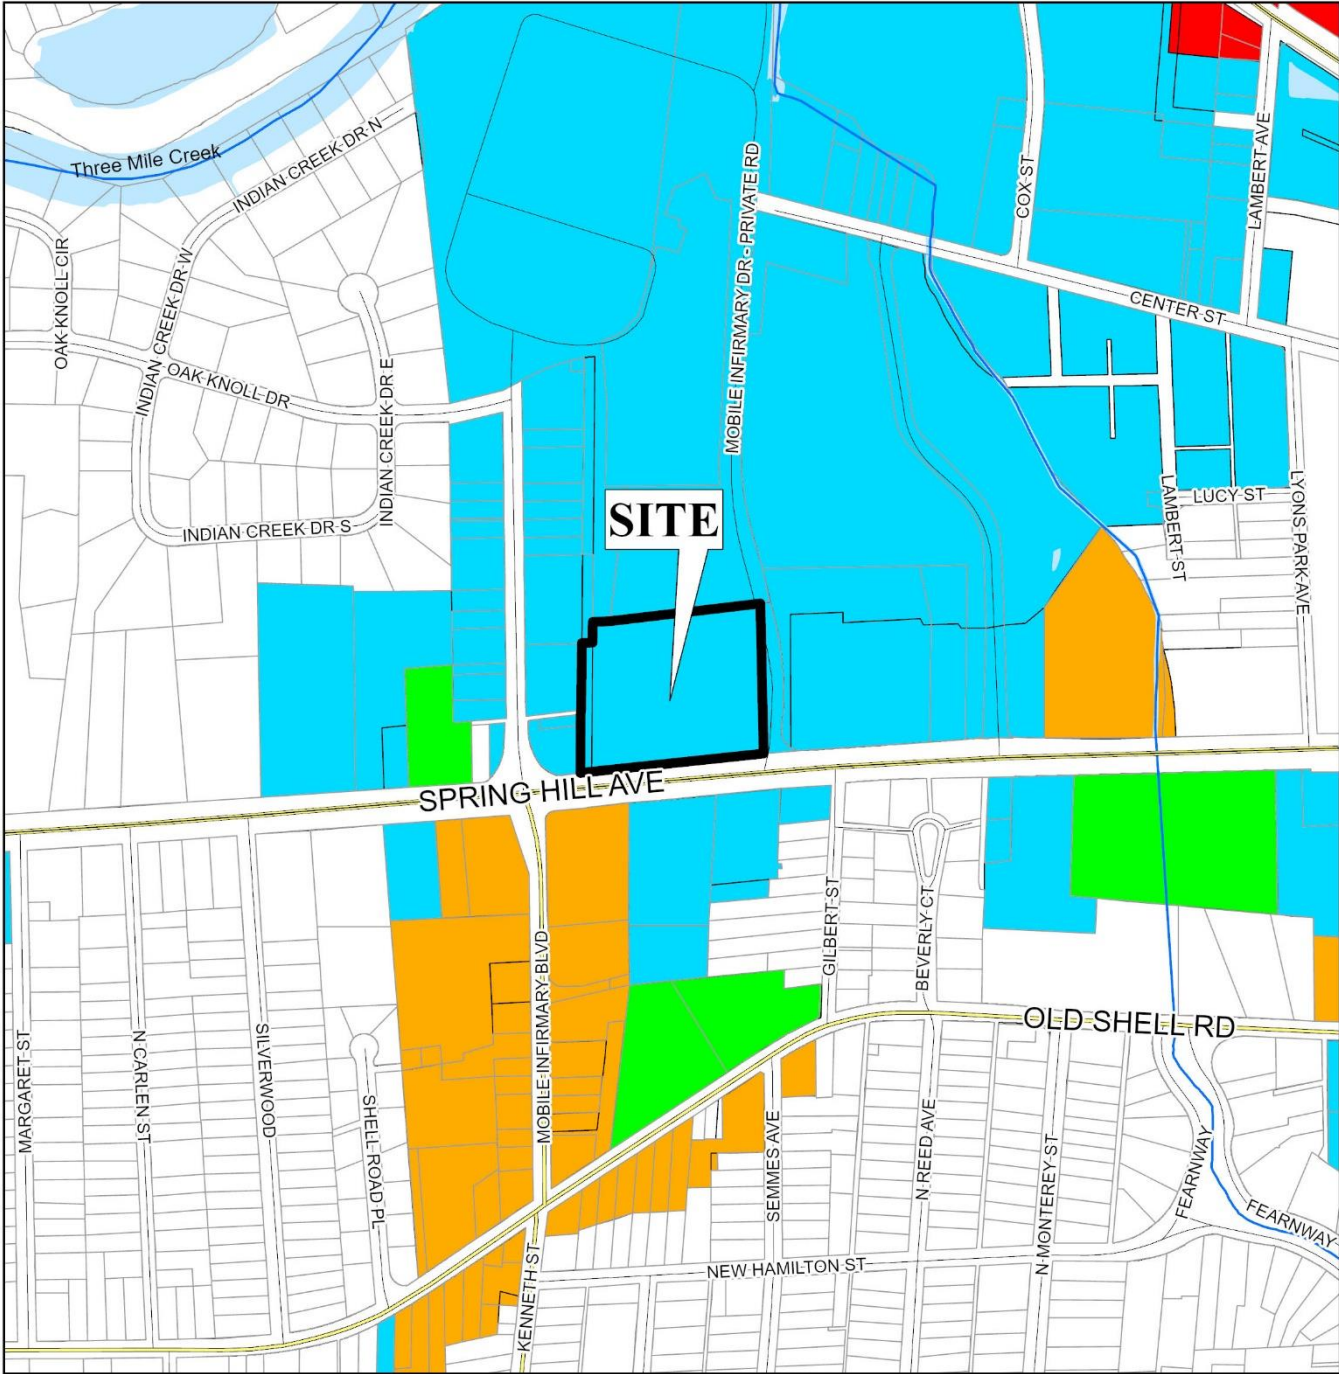 Three Mile Creek
INDIAN CREEK DR N
OAK KNOLL CIR
INDIAN CREEK DR W
OAK KNOLL DR
INDIAN CREEK DR E
INDIAN CREEK DR S
MOBILE INFIRMARY DR - PRIVATE RD
COX ST
LAMBERT AVE
CENTER ST
LAMBERT ST
LUCY ST
LYONS PARK AVE
SITE
SPRING HILL AVE
MARGARET ST
N CARLEN ST
SILVERWOOD
SHELL ROAD PL
MOBILE INFIRMARY BLVD
GILBERT ST
BEVERLY CT
OLD SHELL RD
SEMMES AVE
N REED AVE
N MONTEREY ST
FEARNWAY
FEARNWAY
KENNETH ST
NEW HAMILTON ST